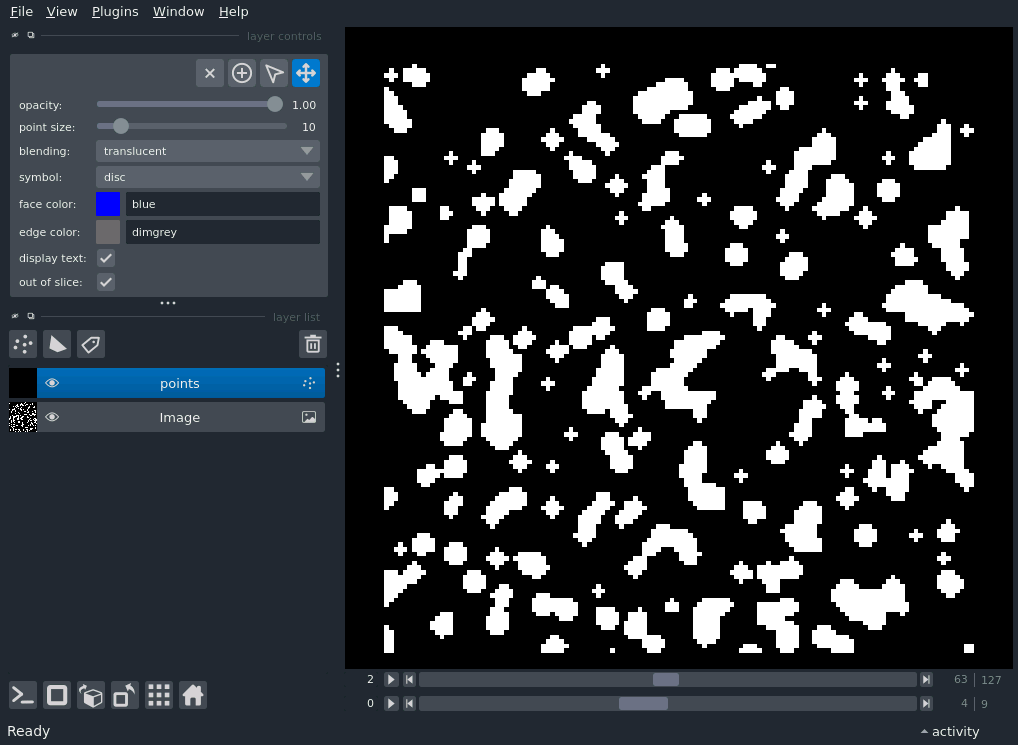 File View Plugins Window Help
layer controls
opacity: 1.00
point size: 10
blending: translucent
symbol: disc
face color: blue
edge color: dimgrey
display text:
out of slice:
layer list
points
Image
2 63 127
0 4 9
Ready activity